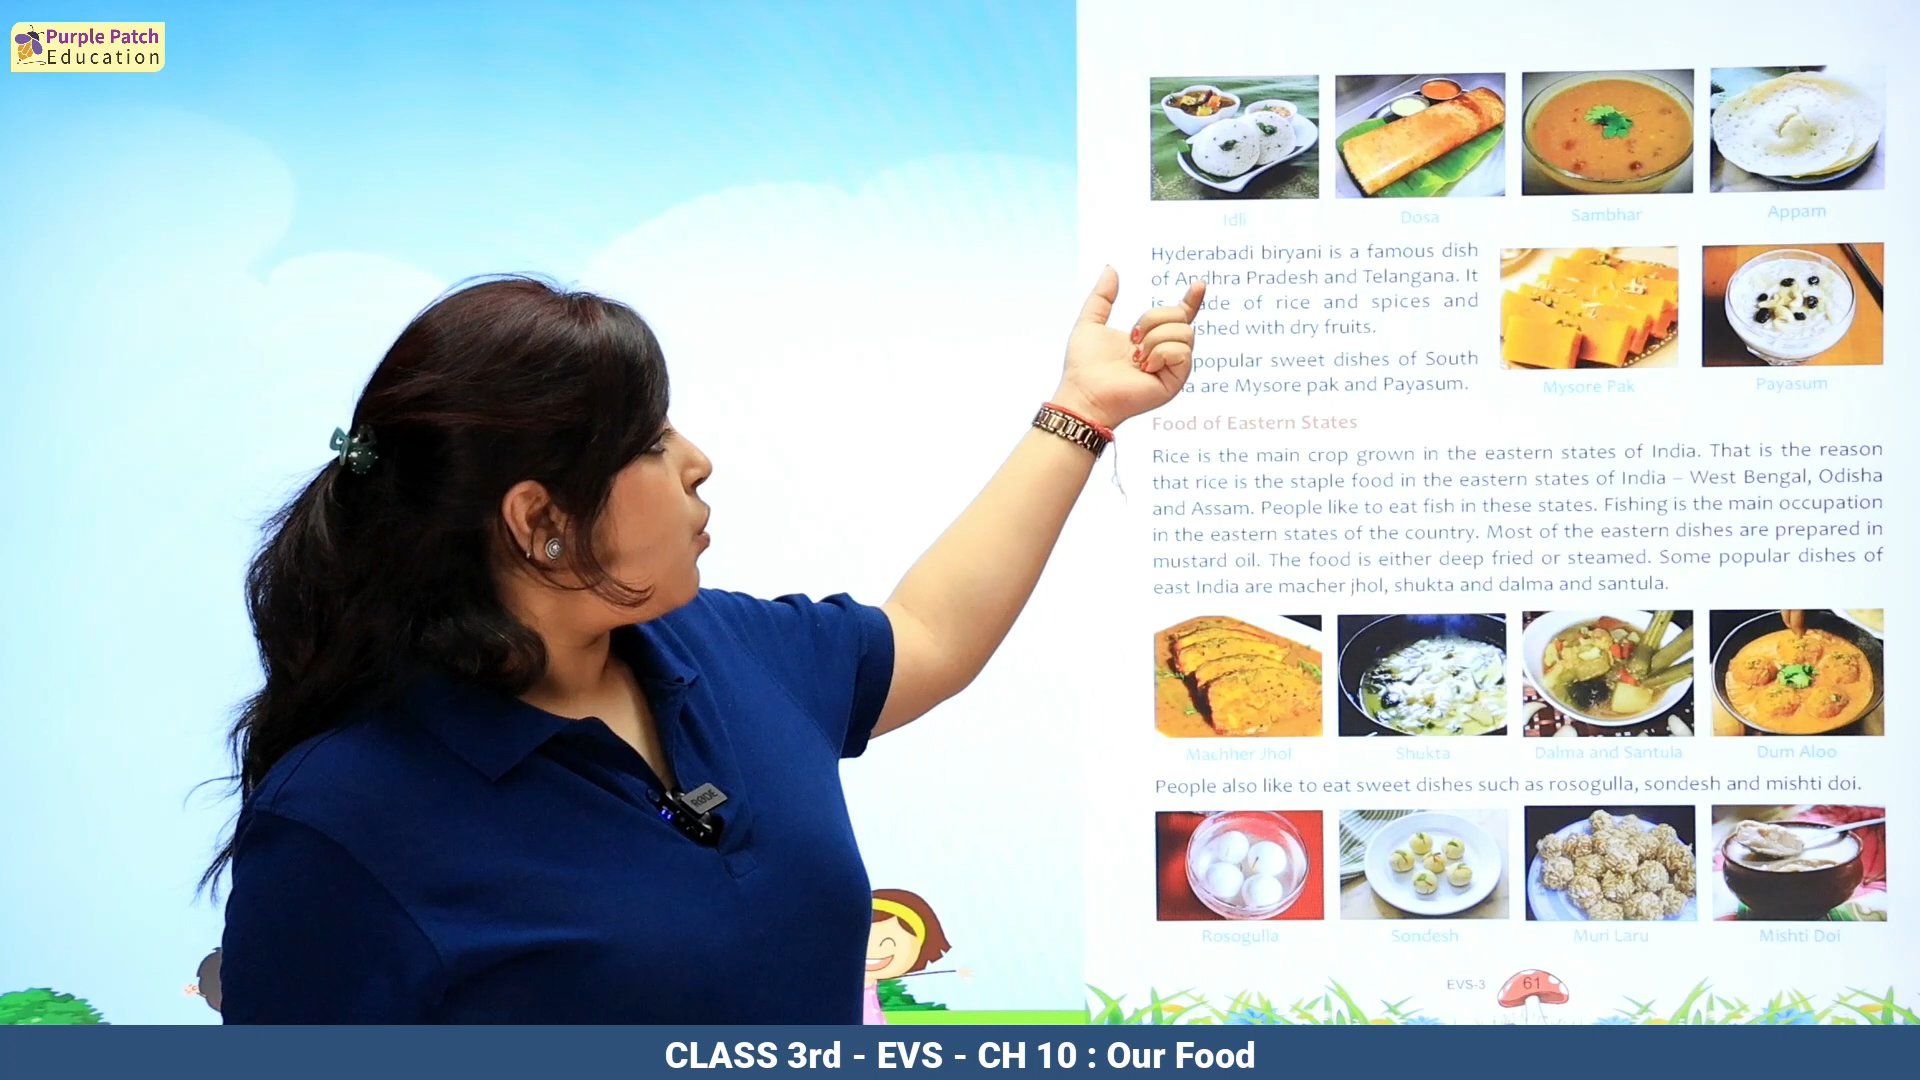 Purple Patch
Education
Idli
Dosa
Sambhar
Appam
Hyderabadi biryani is a famous dish
of Andhra Pradesh and Telangana. It
is of rice and spices and
with dry fruits.
popular sweet dishes of South
are Mysore pak and Payasum.
Mysore Pak
Payasum
Food of Eastern States
Rice is the main crop grown in the eastern states of India. That is the reason
that rice is the staple food in the eastern states of India – West Bengal, Odisha
and Assam. People like to eat fish in these states. Fishing is the main occupation
in the eastern states of the country. Most of the eastern dishes are prepared in
mustard oil. The food is either deep fried or steamed. Some popular dishes of
east India are macher jhol, shukta and dalma and santula.
Machher Jhol
Shukta
Dalma and Santula
Dum Aloo
People also like to eat sweet dishes such as rosogulla, sondesh and mishti doi.
Rosogulla
Sondesh
Muri Laru
Mishti Doi
EVS-3
61
RØDE
CLASS 3rd - EVS - CH 10 : Our Food